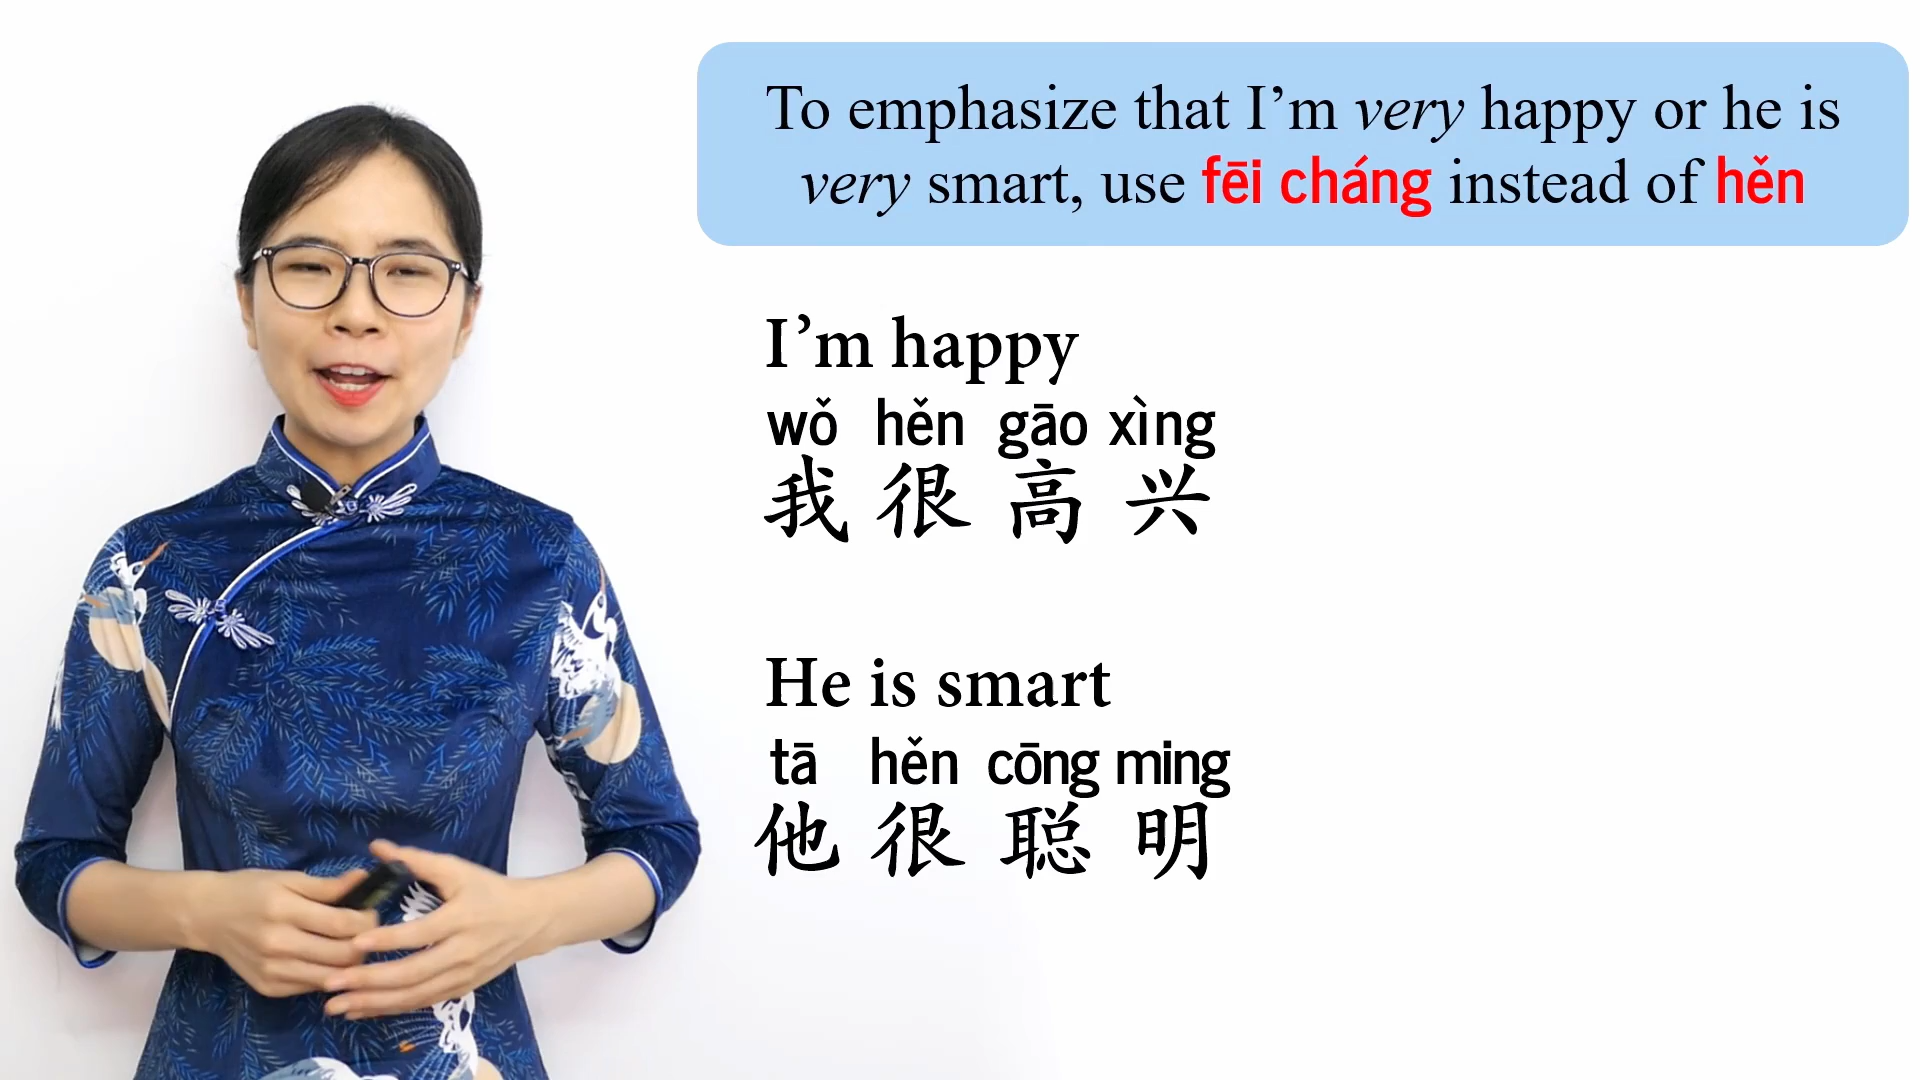 To emphasize that I’m very happy or he is
very smart, use fēi cháng instead of hěn
I’m happy
wǒ hěn gāo xìng
我 很 高 兴
He is smart
tā hěn cōng ming
他 很 聪 明